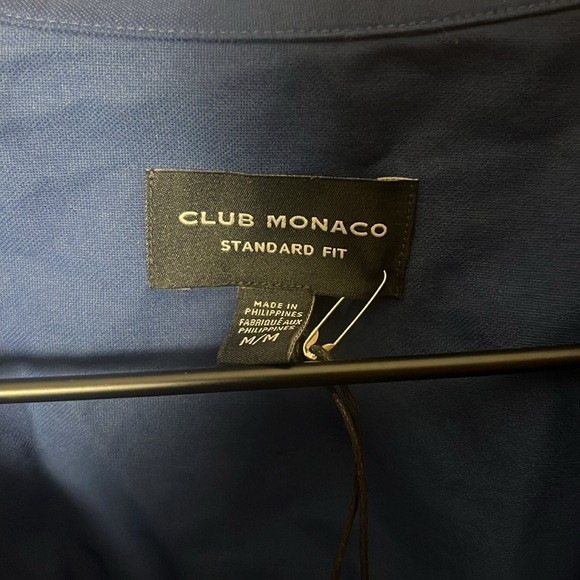 CLUB MONACO
STANDARD FIT
MADE IN
PHILIPPINES
FABRIQUÉ AUX
PHILIPPINES
M/M